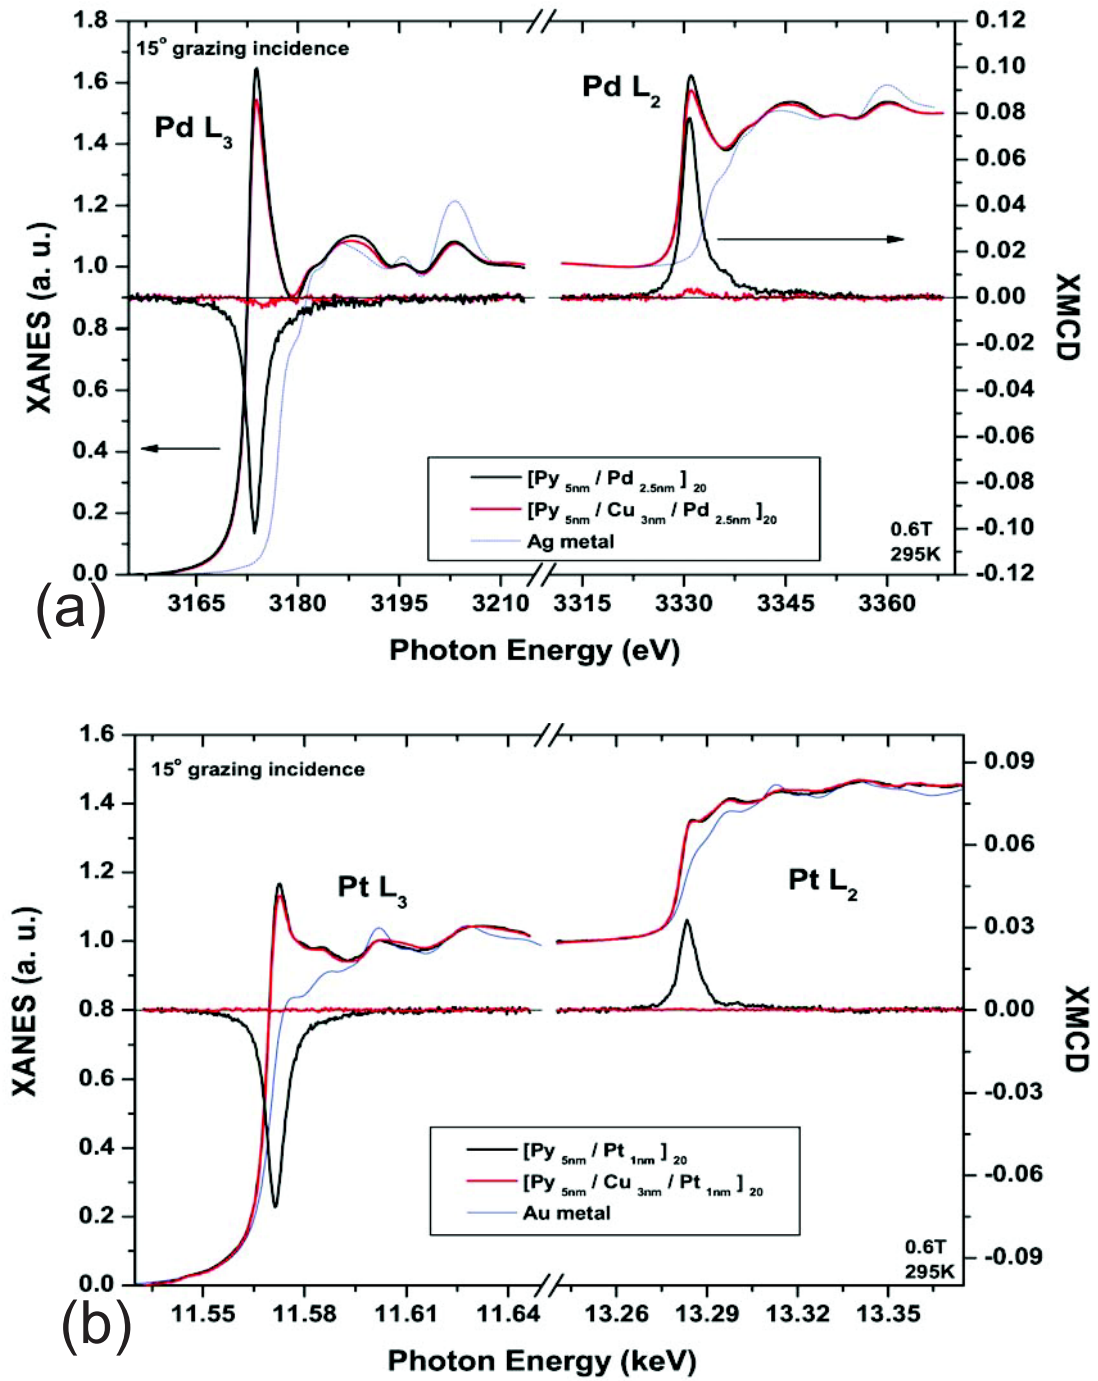 1.8
0.12
15° grazing incidence
1.6
0.10
Pd L3
Pd L2
0.08
1.4
0.06
1.2
0.04
0.02
1.0
0.00
0.8
-0.02
XANES (a. u.)
XMCD
0.6
-0.04
-0.06
0.4
-0.08
[Py 5nm / Pd 2.5nm ] 20
[Py 5nm / Cu 3nm / Pd 2.5nm ]20
Ag metal
0.2
-0.10
0.6T
295K
0.0
-0.12
(a)
3165 3180 3195 3210 3315 3330 3345 3360
Photon Energy (eV)
1.6
0.09
15° grazing incidence
1.4
0.06
1.2
Pt L3
Pt L2
0.03
1.0
0.8
0.00
XANES (a. u.)
XMCD
0.6
-0.03
0.4
[Py 5nm / Pt 1nm ] 20
[Py 5nm / Cu 3nm / Pt 1nm ] 20
Au metal
-0.06
0.2
-0.09
0.6T
295K
0.0
(b)
11.55 11.58 11.61 11.64 13.26 13.29 13.32 13.35
Photon Energy (keV)